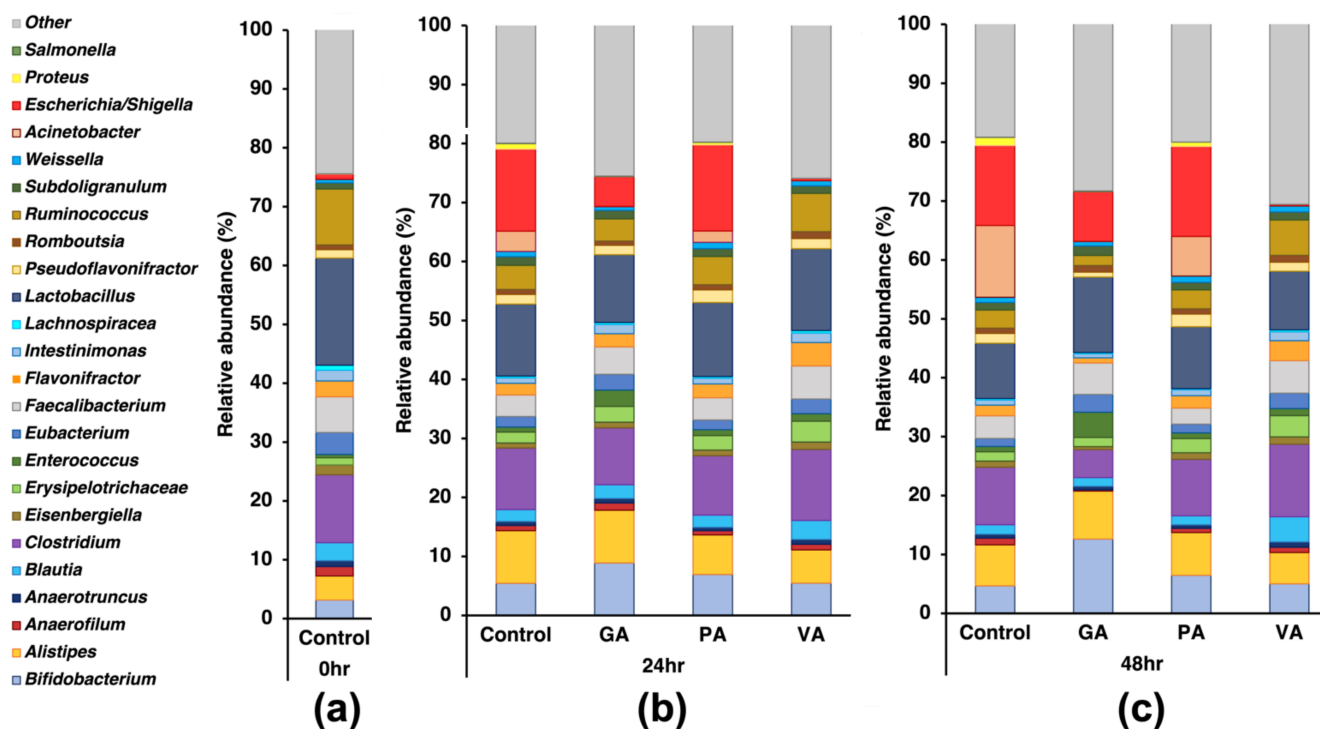 Other
Salmonella
Proteus
Escherichia/Shigella
Acinetobacter
Weissella
Subdoligranulum
Ruminococcus
Romboutsia
Pseudoflavonifractor
Lactobacillus
Lachnospiracea
Intestinimonas
Flavonifractor
Faecalibacterium
Eubacterium
Enterococcus
Erysipelotrichaceae
Eisenbergiella
Clostridium
Blautia
Anaerotruncus
Anaerofilum
Alistipes
Bifidobacterium
Relative abundance (%)
100
90
80
70
60
50
40
30
20
10
0
Control
0hr
(a)
Relative abundance (%)
100
90
80
70
60
50
40
30
20
10
0
Control GA PA VA
24hr
(b)
Relative abundance (%)
100
90
80
70
60
50
40
30
20
10
0
Control GA PA VA
48hr
(c)